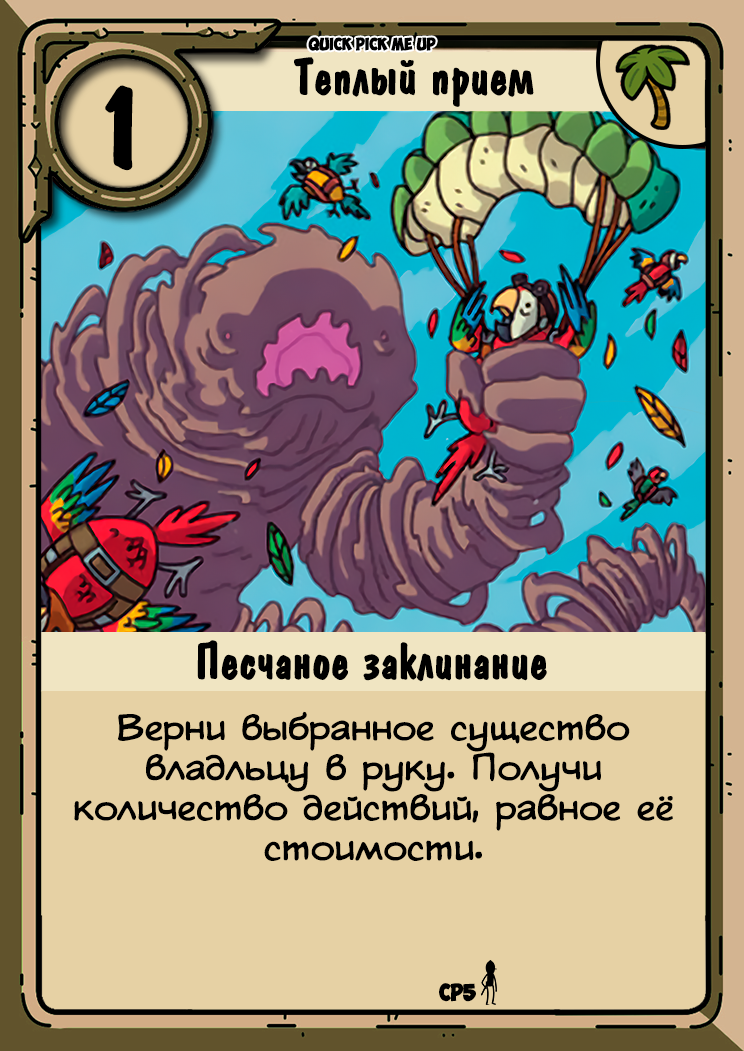 QUICK PICK ME UP
Теплый прием
1
Песчаное заклинание
Верни выбранное существо
владльцу в руку. Получи
количество действий, равное её
стоимости.
CP5